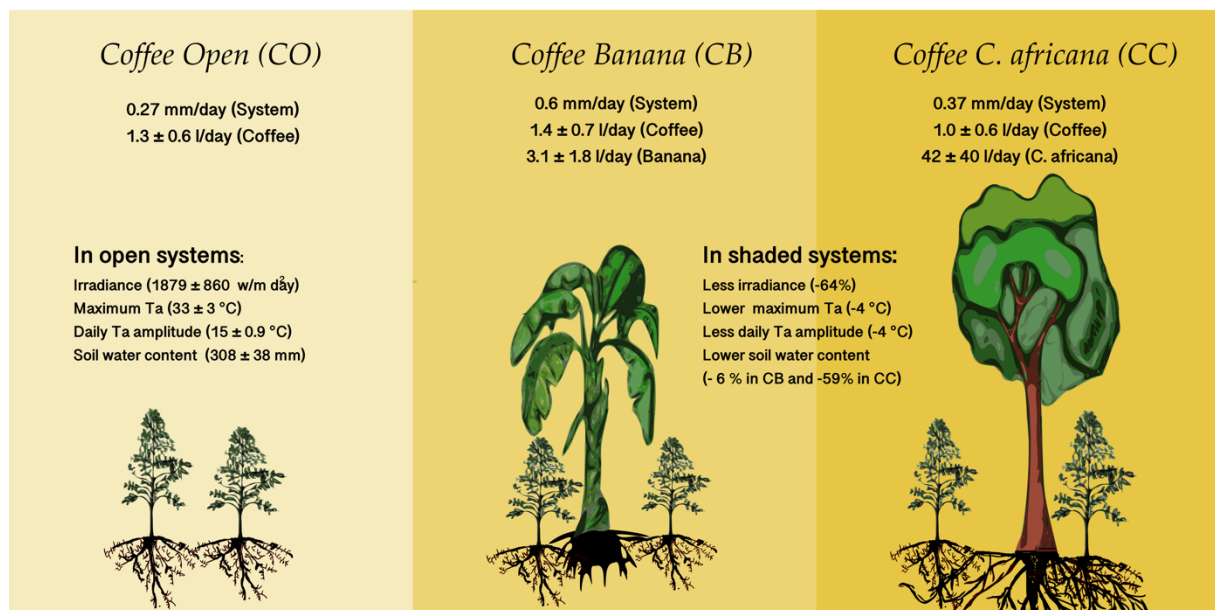 Coffee Open (CO)
0.27 mm/day (System)
1.3 ± 0.6 l/day (Coffee)
In open systems:
Irradiance (1879 ± 860 w/m² day)
Maximum Ta (33 ± 3 °C)
Daily Ta amplitude (15 ± 0.9 °C)
Soil water content (308 ± 38 mm)
Coffee Banana (CB)
0.6 mm/day (System)
1.4 ± 0.7 l/day (Coffee)
3.1 ± 1.8 l/day (Banana)
In shaded systems:
Less irradiance (-64%)
Lower maximum Ta (-4 °C)
Less daily Ta amplitude (-4 °C)
Lower soil water content
(- 6 % in CB and -59% in CC)
Coffee C. africana (CC)
0.37 mm/day (System)
1.0 ± 0.6 l/day (Coffee)
42 ± 40 l/day (C. africana)